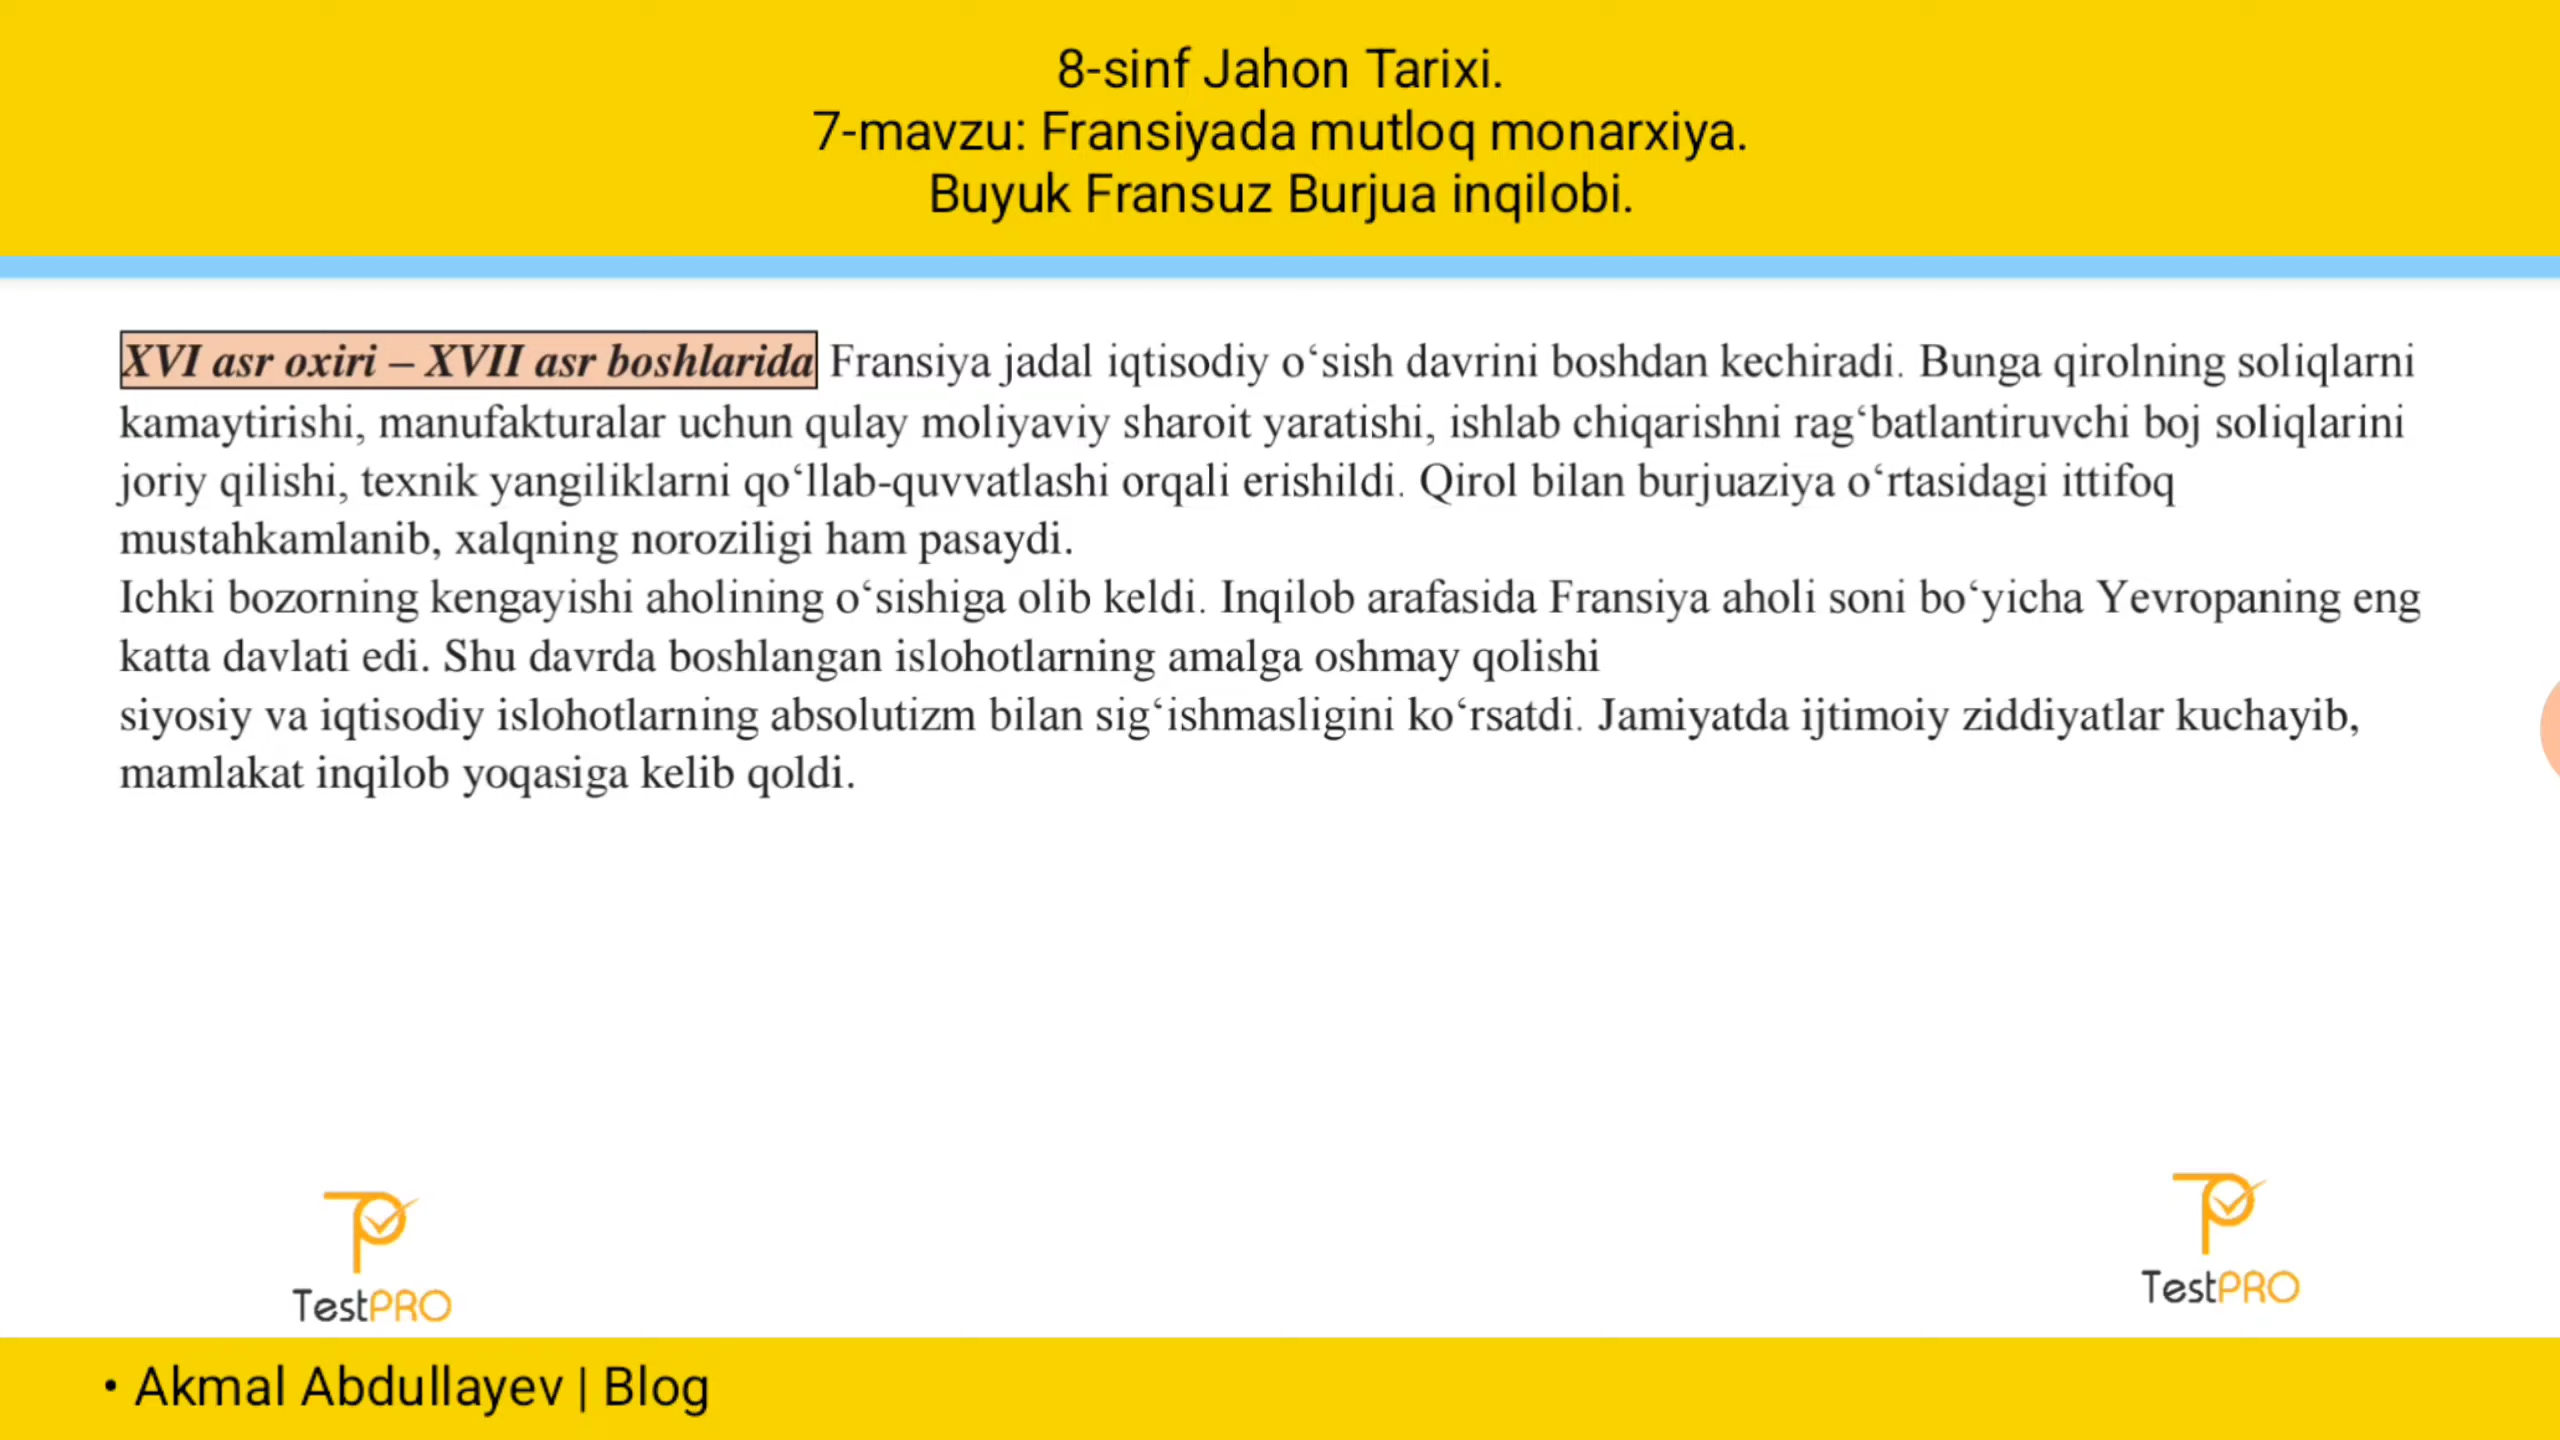 8-sinf Jahon Tarixi.
7-mavzu: Fransiyada mutloq monarxiya.
Buyuk Fransuz Burjua inqilobi.
XVI asr oxiri – XVII asr boshlarida Fransiya jadal iqtisodiy o‘sish davrini boshdan kechiradi. Bunga qirolning soliqlarni
kamaytirishi, manufakturalar uchun qulay moliyaviy sharoit yaratishi, ishlab chiqarishni rag‘batlantiruvchi boj soliqlarini
joriy qilishi, texnik yangiliklarni qo‘llab-quvvatlashi orqali erishildi. Qirol bilan burjuaziya o‘rtasidagi ittifoq
mustahkamlanib, xalqning noroziligi ham pasaydi.
Ichki bozorning kengayishi aholining o‘sishiga olib keldi. Inqilob arafasida Fransiya aholi soni bo‘yicha Yevropaning eng
katta davlati edi. Shu davrda boshlangan islohotlarning amalga oshmay qolishi
siyosiy va iqtisodiy islohotlarning absolutizm bilan sig‘ishmasligini ko‘rsatdi. Jamiyatda ijtimoiy ziddiyatlar kuchayib,
mamlakat inqilob yoqasiga kelib qoldi.
TestPRO
TestPRO
• Akmal Abdullayev | Blog